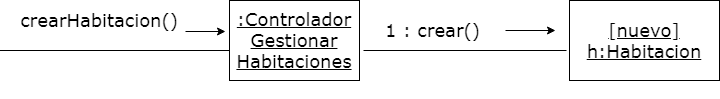 crearHabitacion()
:Controlador
Gestionar
Habitaciones
1 : crear()
[nuevo]
h:Habitacion